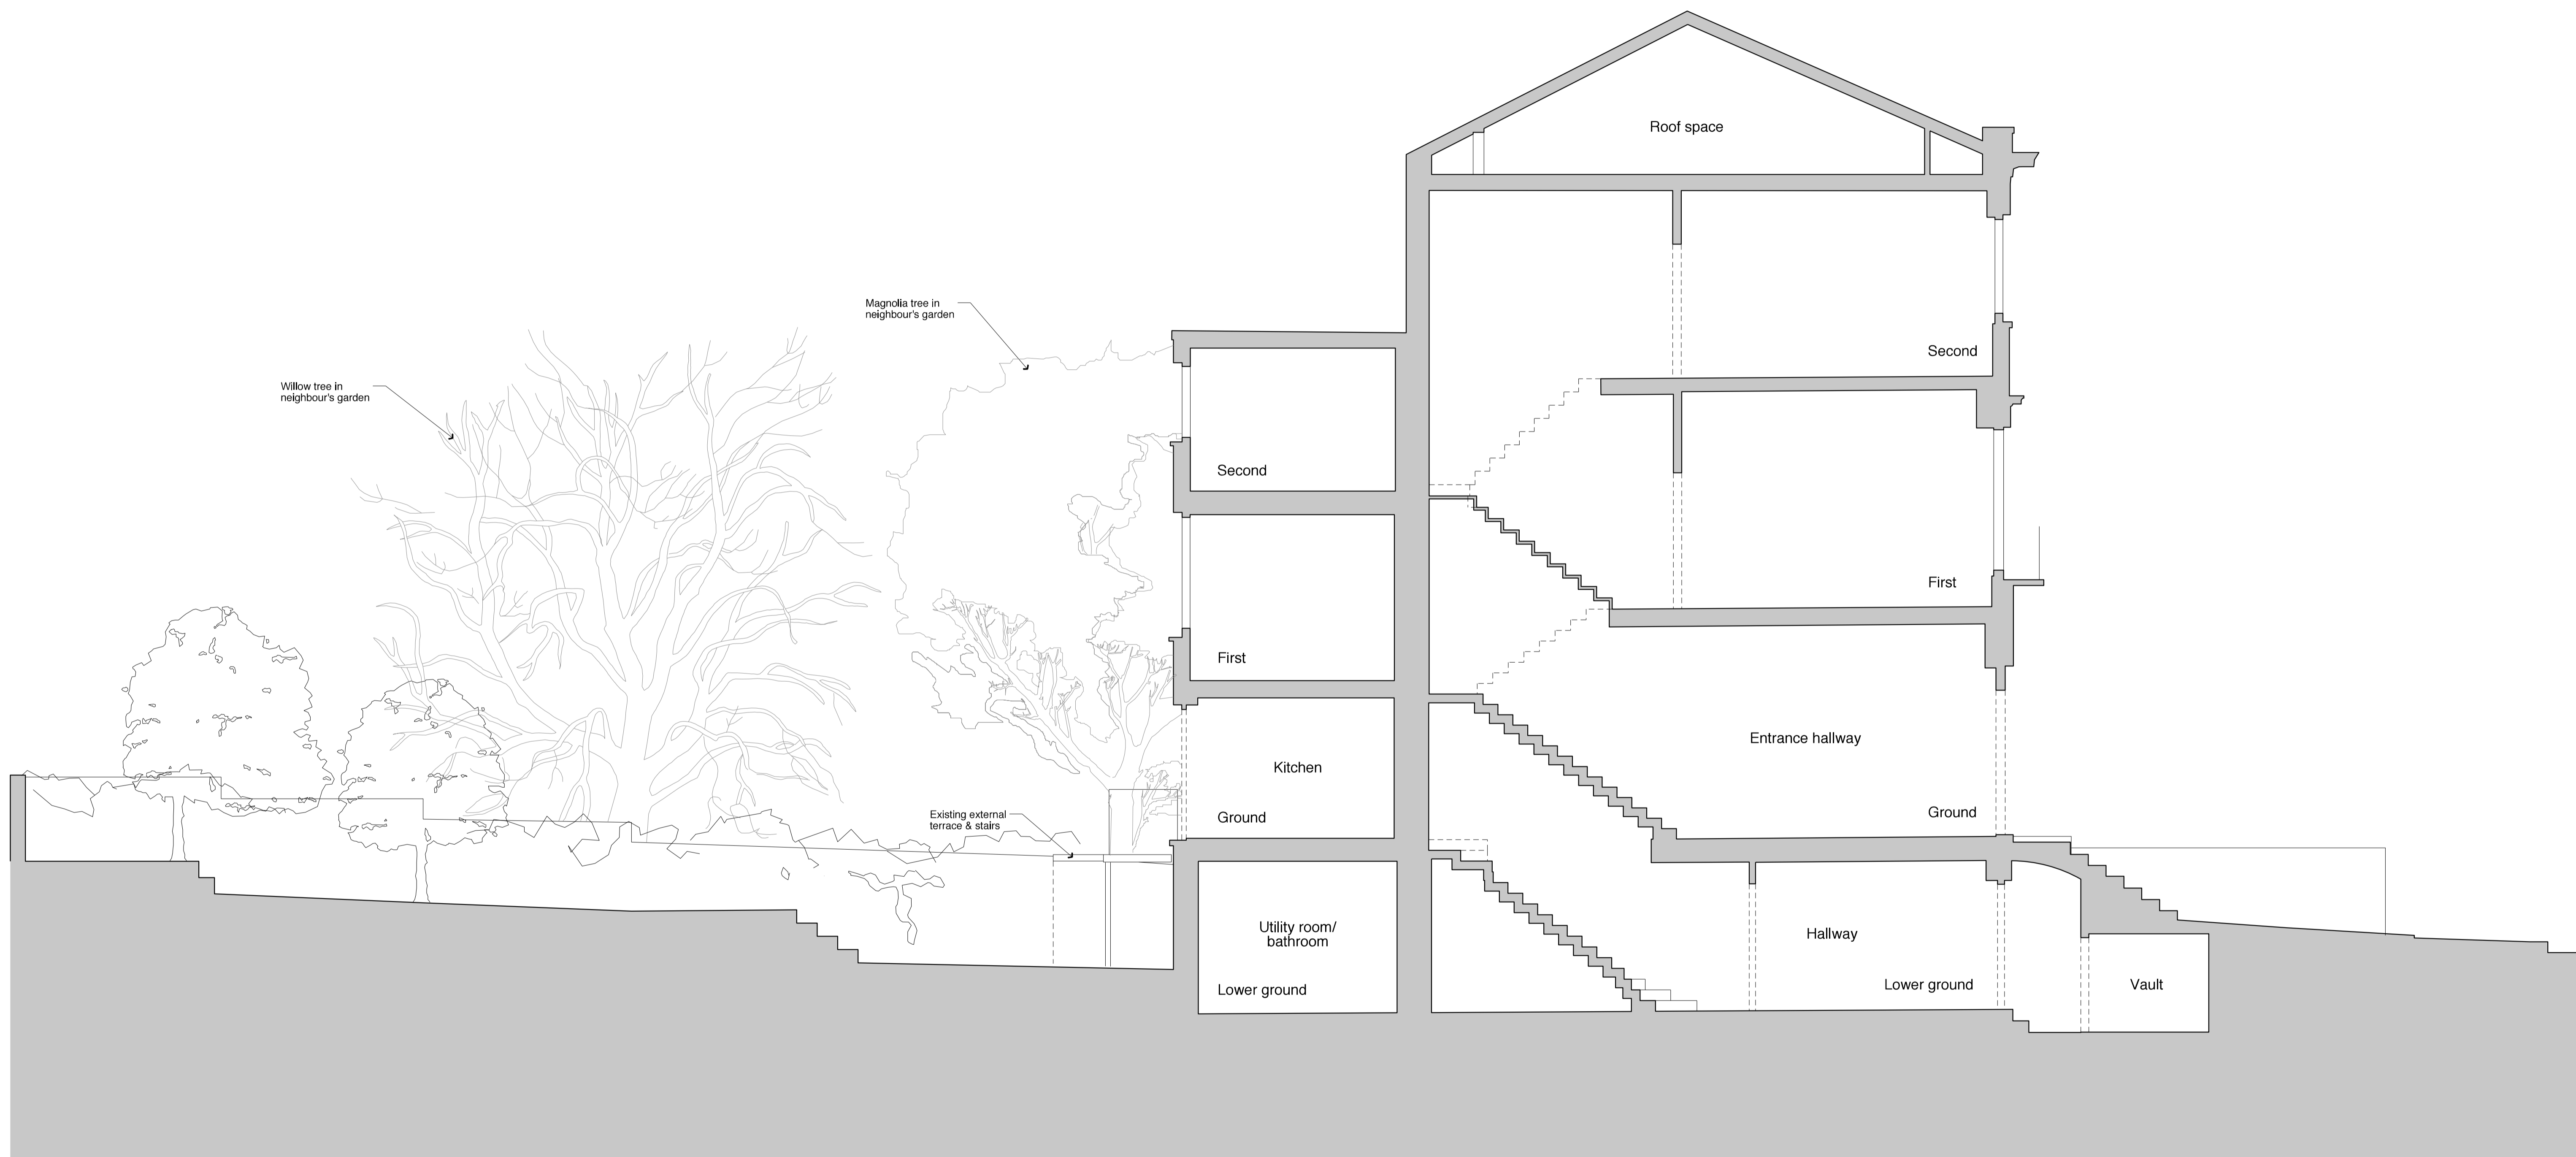 Roof space
Magnolia tree in
neighbour's garden
Second
Willow tree in
neighbour's garden
Second
First
First
Entrance hallway
Kitchen
Ground
Existing external
terrace & stairs
Ground
Utility room/
bathroom
Hallway
Lower ground
Vault
Lower ground